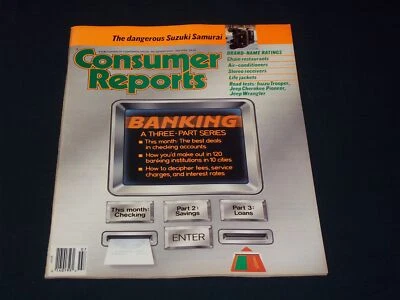 The dangerous Suzuki Samurai
Consumer
Reports
BRAND-NAME RATINGS
Chain restaurants
Air-conditioners
Stereo receivers
Life jackets
Road tests: Isuzu Trooper,
Jeep Cherokee Pioneer,
Jeep Wrangler
BANKING
A THREE-PART SERIES
■ This month: The best deals
in checking accounts
■ How you'd make out in 120
banking institutions in 10 cities
■ How to decipher fees, service
charges, and interest rates
This month:
Checking
Part 2:
Savings
Part 3:
Loans
ENTER